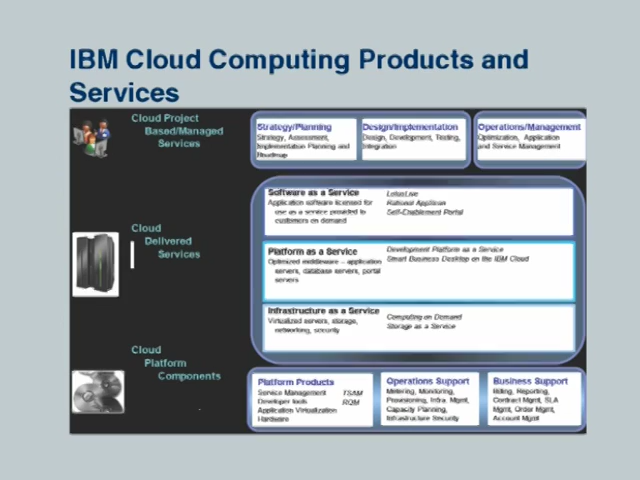 IBM Cloud Computing Products and
Services
Cloud Project
Based/Managed
Services
Strategy/Planning
Strategy, Assessment,
Implementation Planning and
Roadmap
Design/Implementation
Design, Development, Testing,
Integration
Operations/Management
Optimization, Application
and Service Management
Cloud
Delivered
Services
Software as a Service
Application software licensed for
use as a service provided to
customers on demand
LotusLive
Rational AppScan
Self-Enablement Portal
Platform as a Service
Optimized middleware – application
servers, database servers, portal
servers
Development Platform as a Service
Smart Business Desktop on the IBM Cloud
Infrastructure as a Service
Virtualized servers, storage,
networking, security
Computing on Demand
Storage as a Service
Cloud
Platform
Components
Platform Products
Service Management TSAM
Developer tools RQM
Application Virtualization
Hardware
Operations Support
Metering, Monitoring,
Provisioning, Infra. Mgmt,
Capacity Planning,
Infrastructure Security
Business Support
Billing, Reporting,
Contract Mgmt, SLA
Mgmt, Order Mgmt,
Account Mgmt